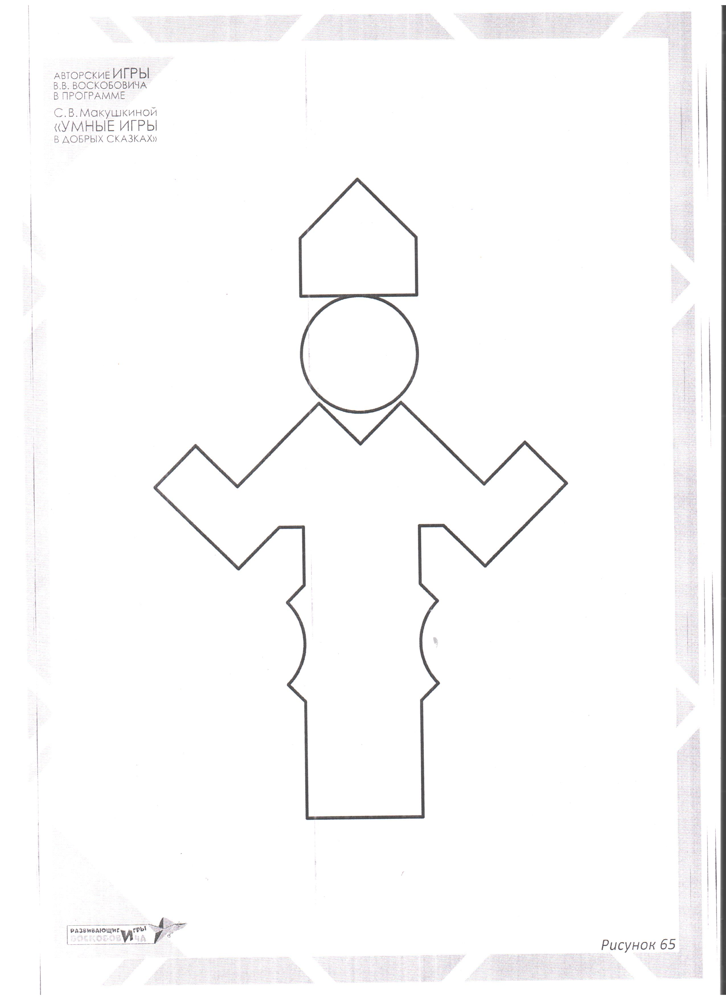 АВТОРСКИЕ ИГРЫ
В.В. ВОСКОБОВИЧА
В ПРОГРАММЕ
С.В. Макушкиной
«УМНЫЕ ИГРЫ
В ДОБРЫХ СКАЗКАХ»
РАЗВИВАЮЩИЕ ИГРЫ
ВОСКОБОВИЧА
Рисунок 65